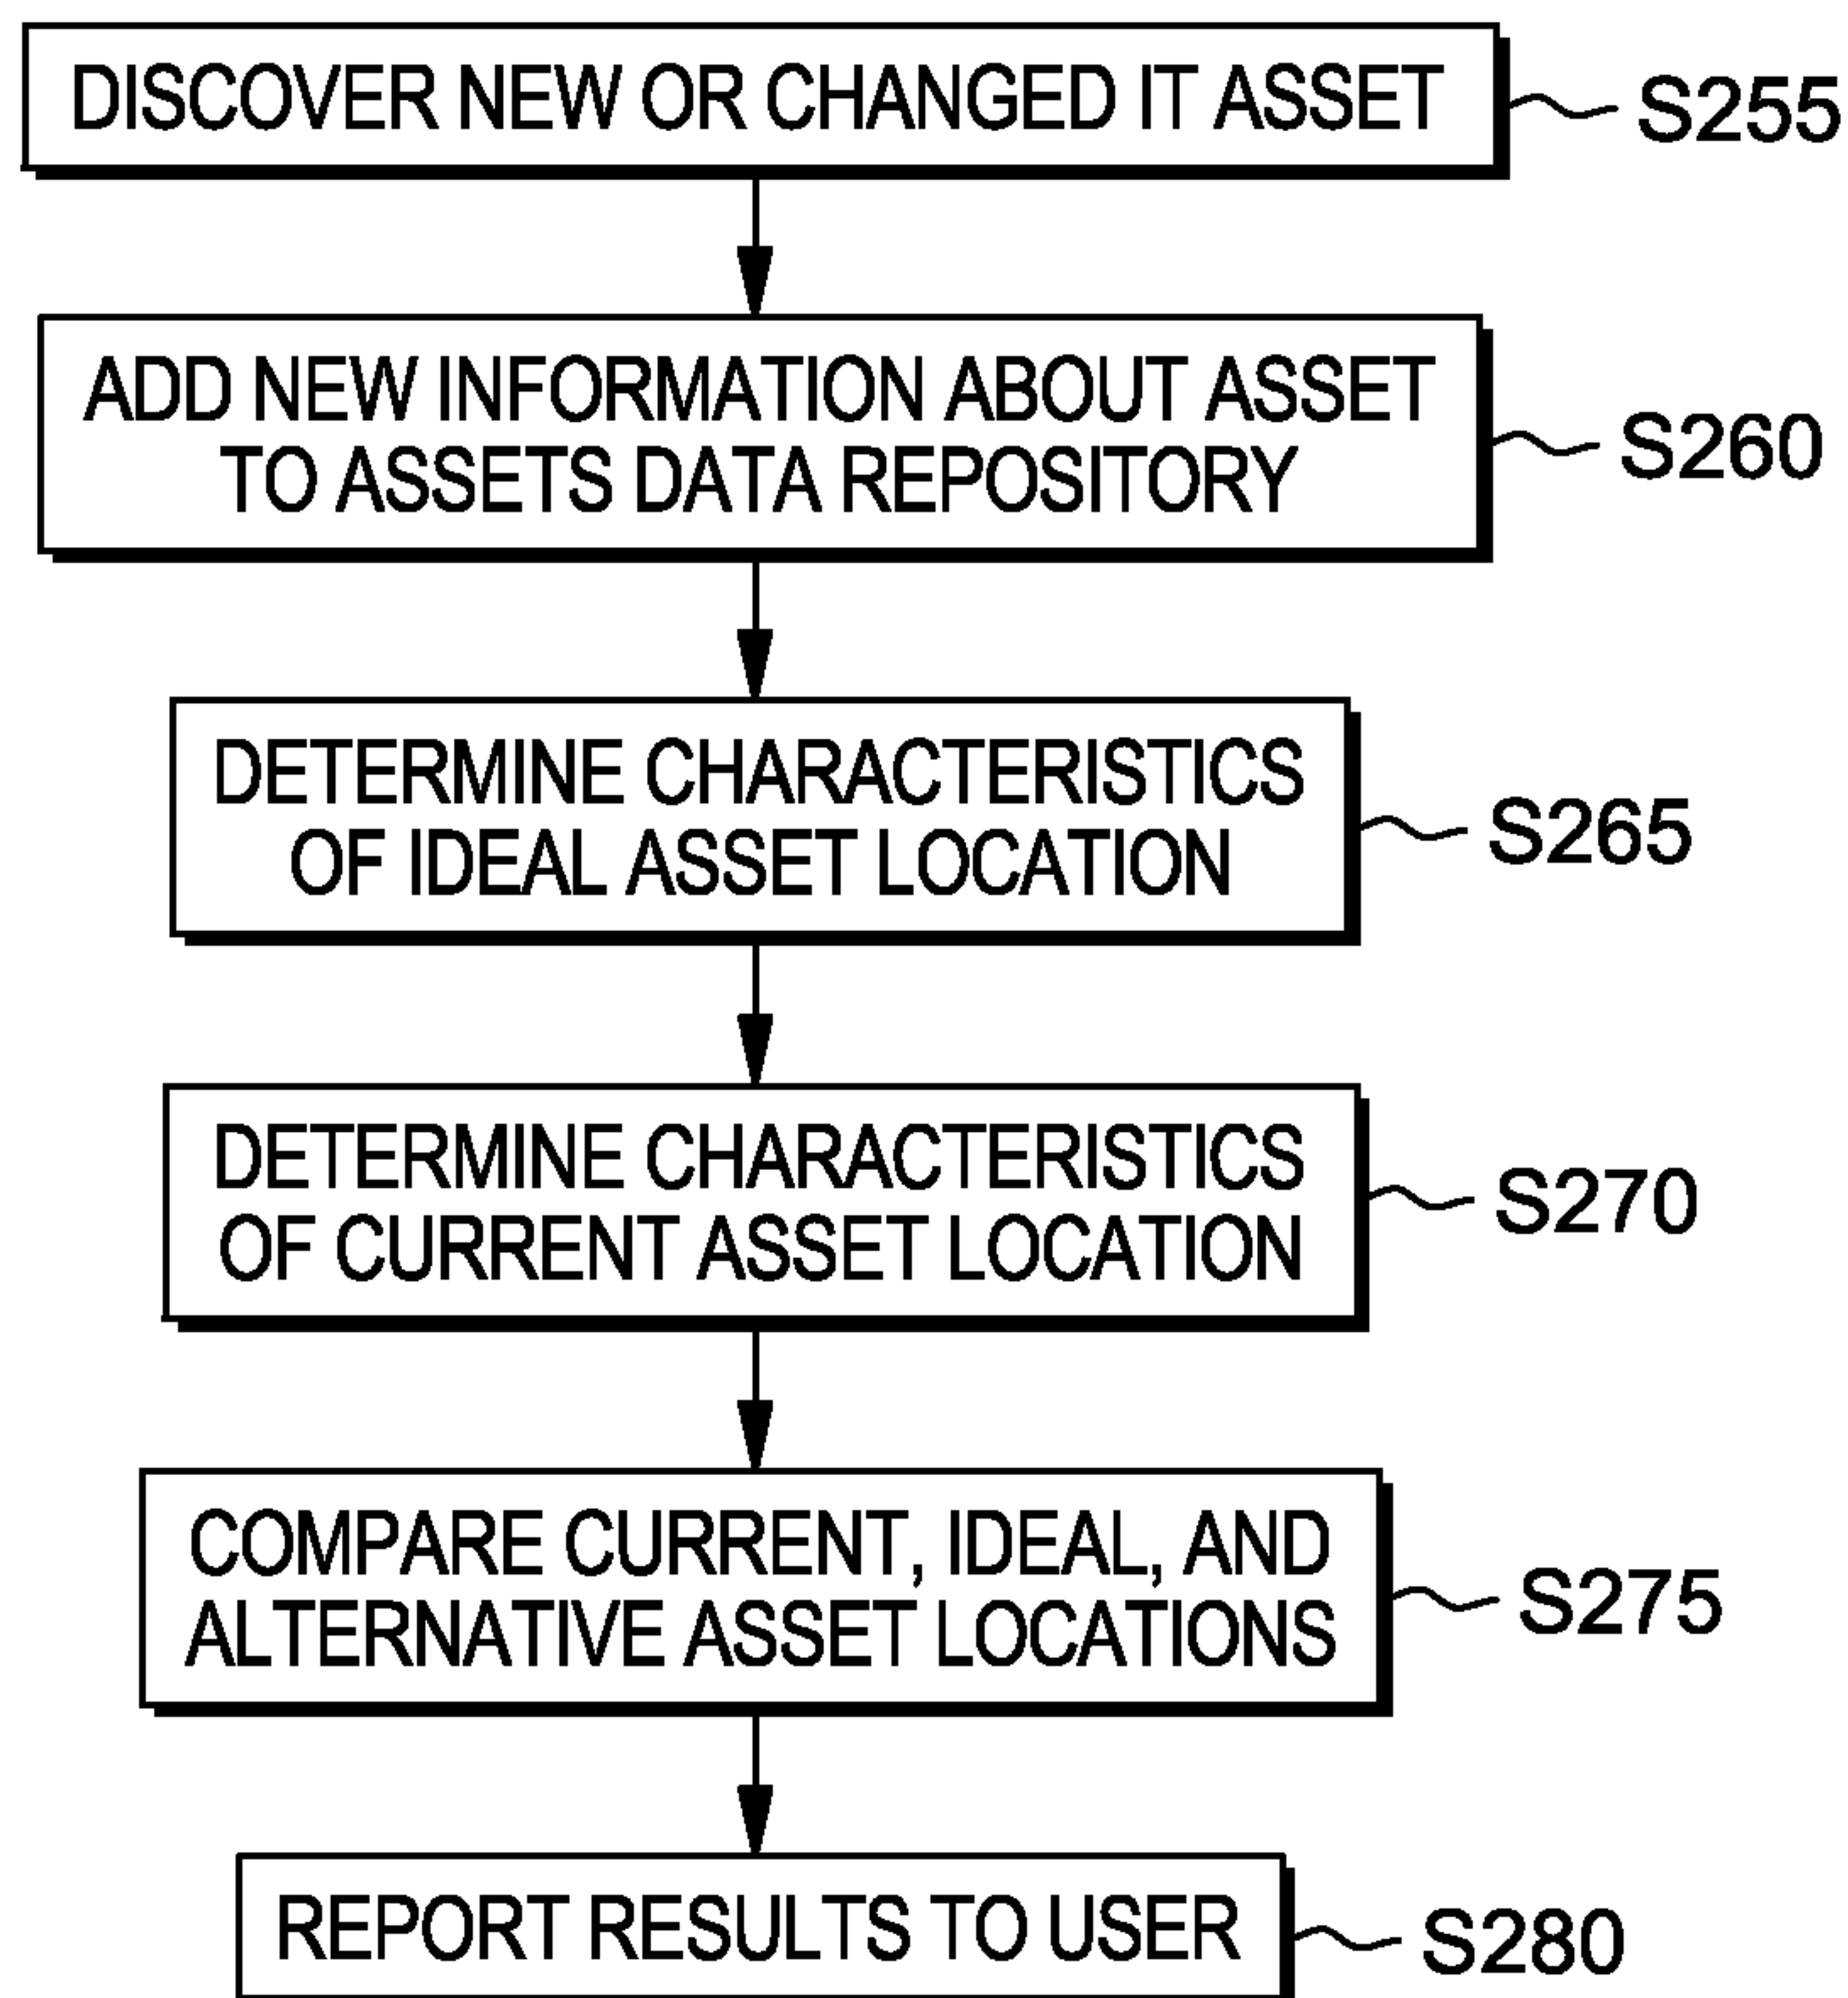 DISCOVER NEW OR CHANGED IT ASSET
S255
ADD NEW INFORMATION ABOUT ASSET
TO ASSETS DATA REPOSITORY
S260
DETERMINE CHARACTERISTICS
OF IDEAL ASSET LOCATION
S265
DETERMINE CHARACTERISTICS
OF CURRENT ASSET LOCATION
S270
COMPARE CURRENT, IDEAL, AND
ALTERNATIVE ASSET LOCATIONS
S275
REPORT RESULTS TO USER
S280